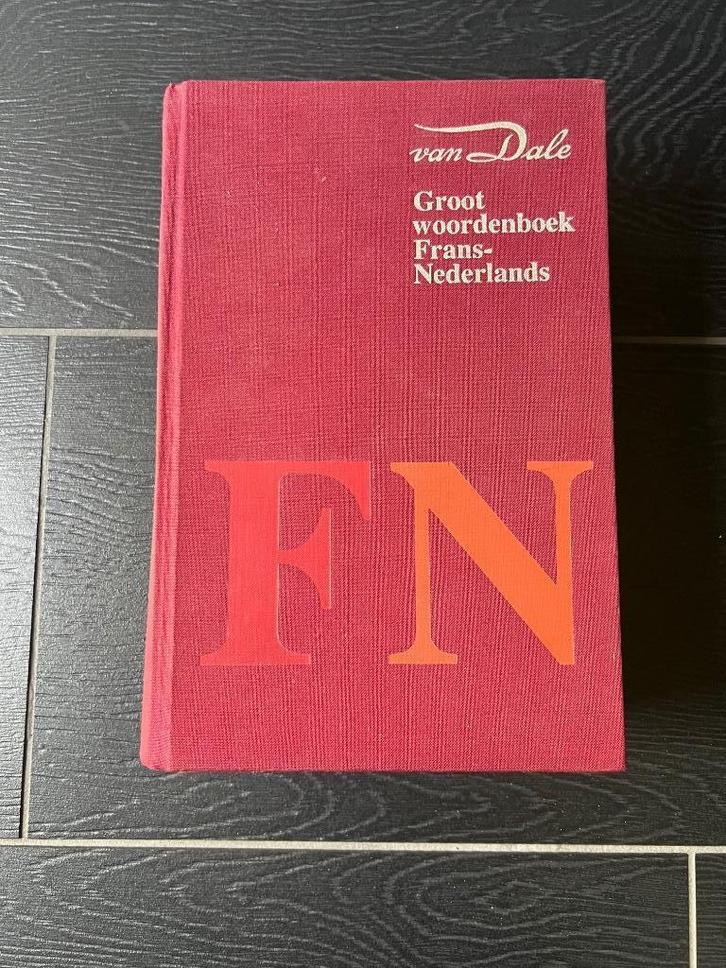 van Dale
Groot
woordenboek
Frans-
Nederlands
FN